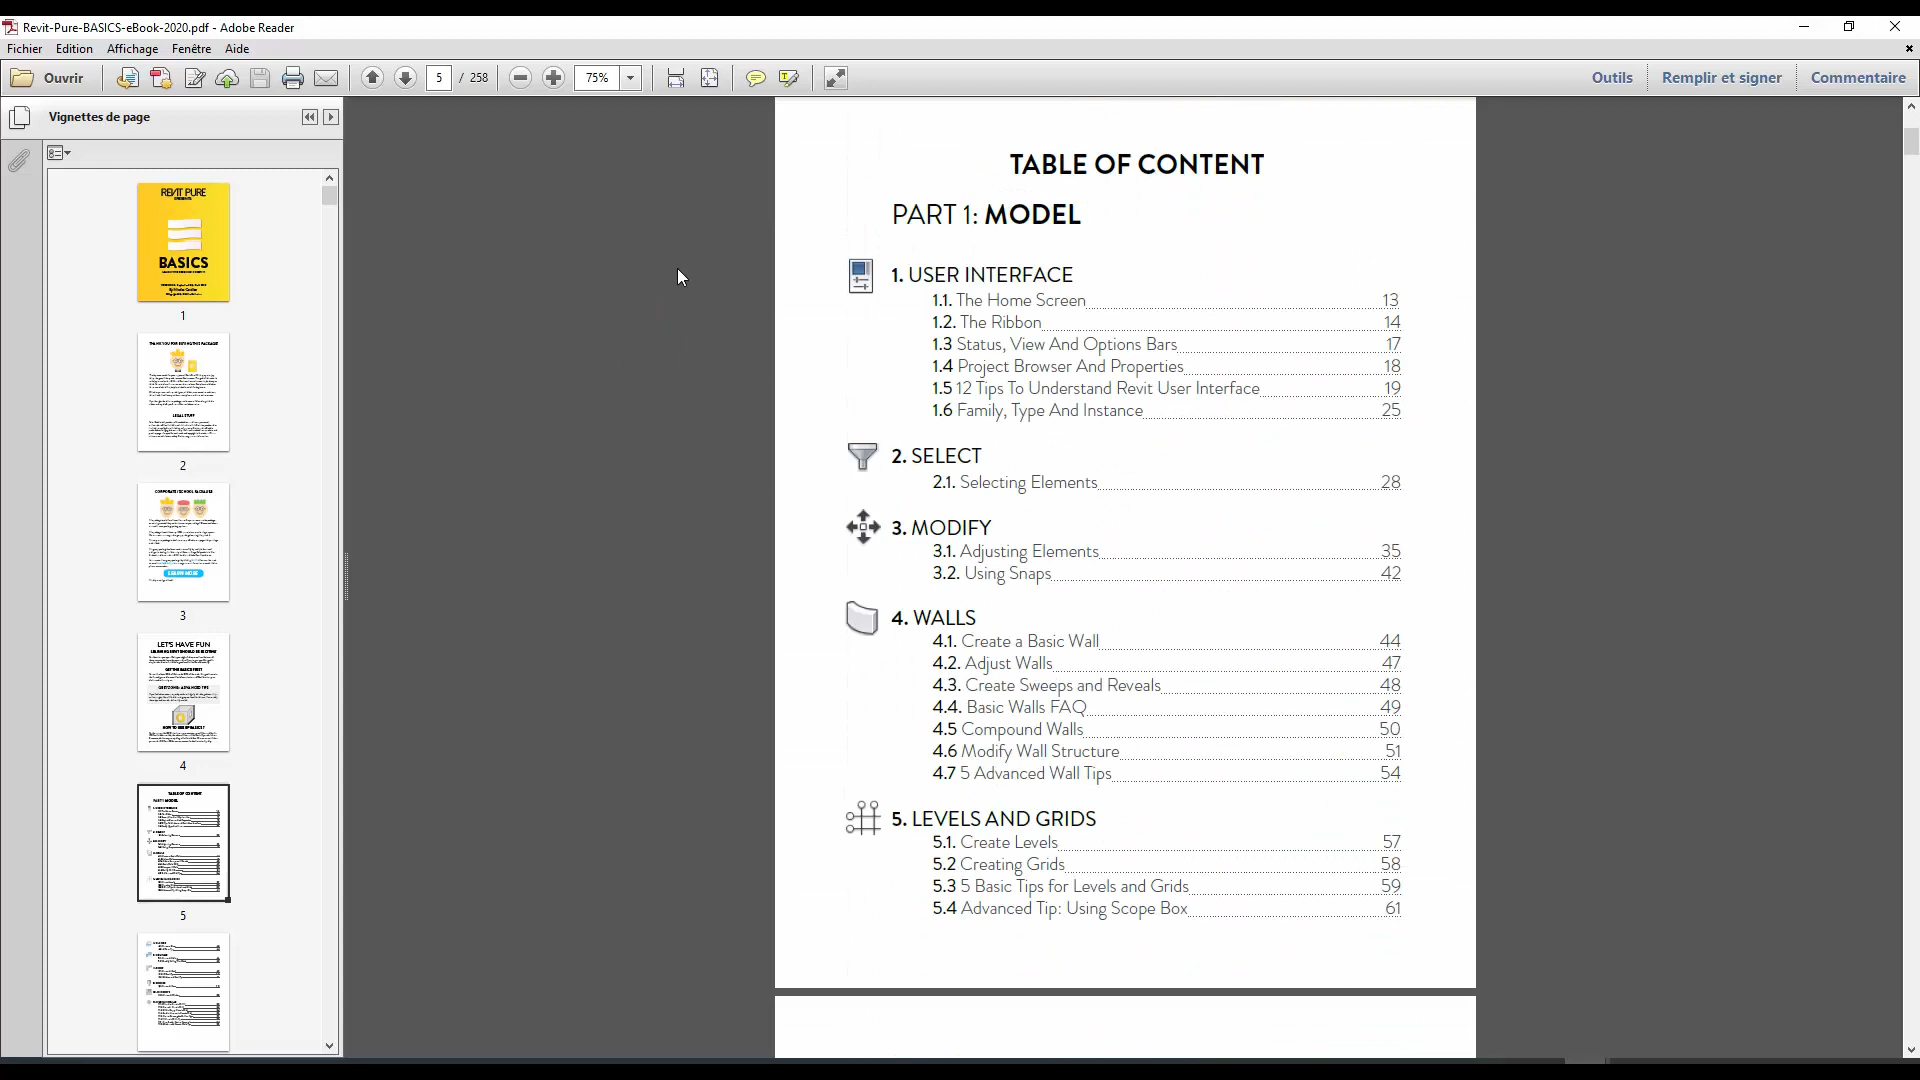 Revit-Pure-BASICS-eBook-2020.pdf - Adobe Reader
Fichier Edition Affichage Fenêtre Aide
Ouvrir 5 / 258 75% Outils Remplir et signer Commentaire
Vignettes de page
REVIT PURE
BASICS
1
2
LEGAL STUFF
3
LET'S HAVE FUN
4
TABLE OF CONTENT
5
TABLE OF CONTENT
PART 1: MODEL
1. USER INTERFACE
1.1. The Home Screen 13
1.2. The Ribbon 14
1.3 Status, View And Options Bars 17
1.4 Project Browser And Properties 18
1.5 12 Tips To Understand Revit User Interface 19
1.6 Family, Type And Instance 25
2. SELECT
2.1. Selecting Elements 28
3. MODIFY
3.1. Adjusting Elements 35
3.2. Using Snaps 42
4. WALLS
4.1. Create a Basic Wall 44
4.2. Adjust Walls 47
4.3. Create Sweeps and Reveals 48
4.4. Basic Walls FAQ 49
4.5 Compound Walls 50
4.6 Modify Wall Structure 51
4.7 5 Advanced Wall Tips 54
5. LEVELS AND GRIDS
5.1. Create Levels 57
5.2 Creating Grids 58
5.3 5 Basic Tips for Levels and Grids 59
5.4 Advanced Tip: Using Scope Box 61